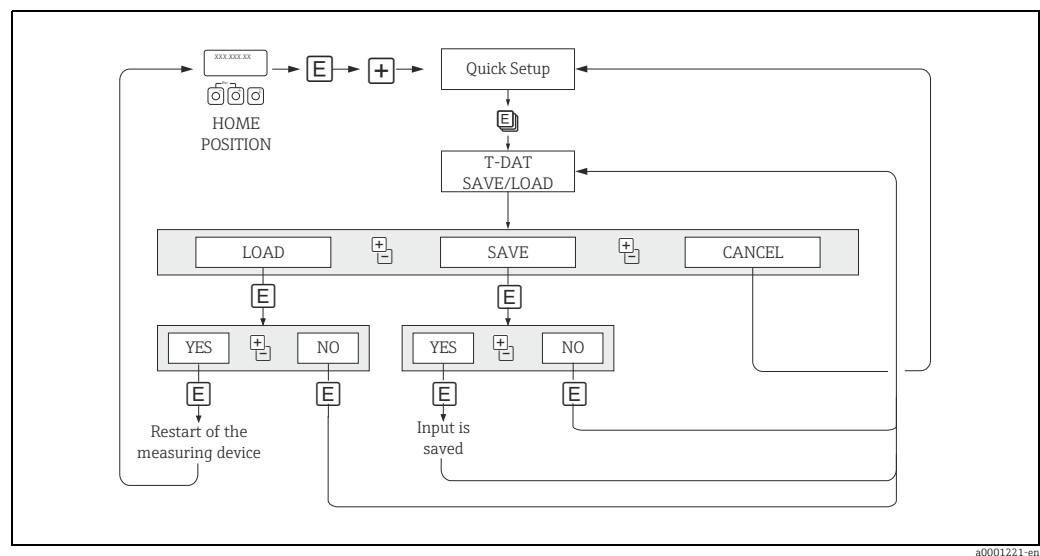 xxx.xxx.xx
E
+
Quick Setup
Esc
HOME
POSITION
E
T-DAT
SAVE/LOAD
LOAD
+
-
SAVE
+
-
CANCEL
E
E
YES
+
-
NO
YES
+
-
NO
E
E
E
E
Restart of the
measuring device
Input is
saved
a0001221-en